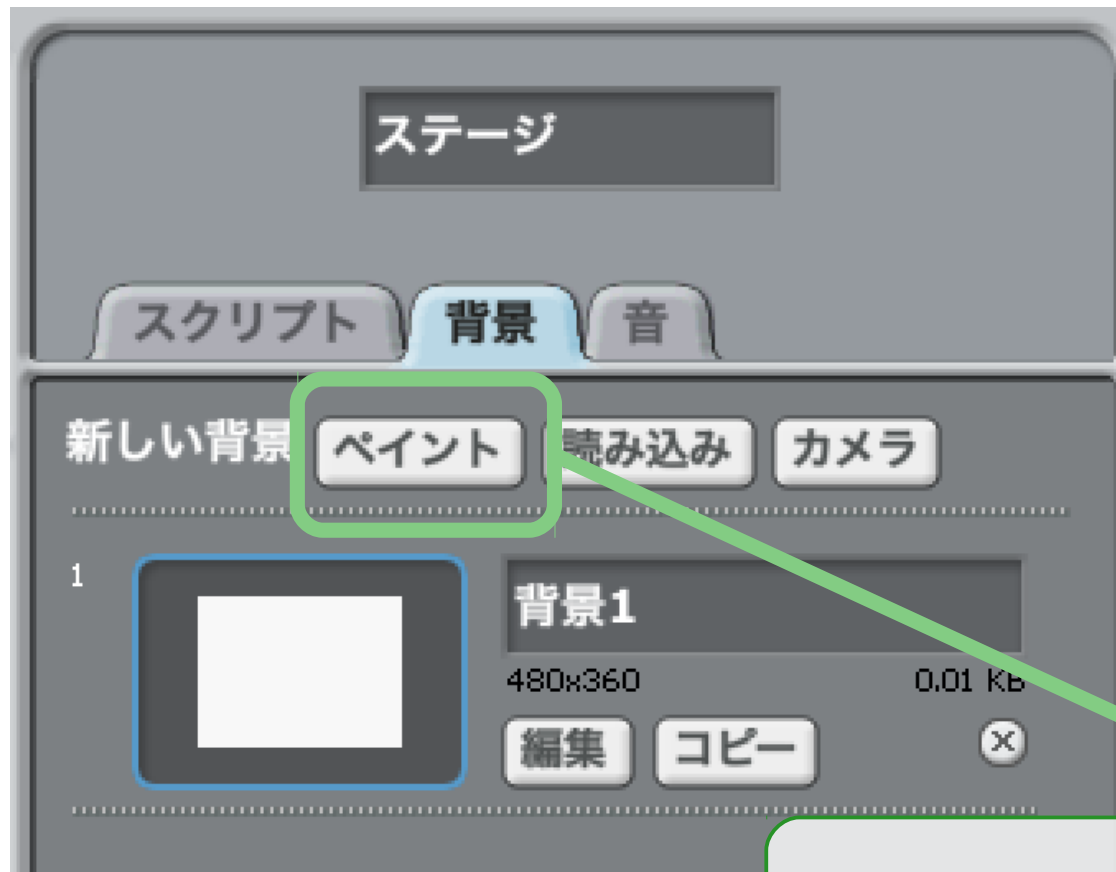 ステージ
スクリプト 背景 音
新しい背景 ペイント 読み込み カメラ
1
背景1
480x360 0.01 KB
編集 コピー